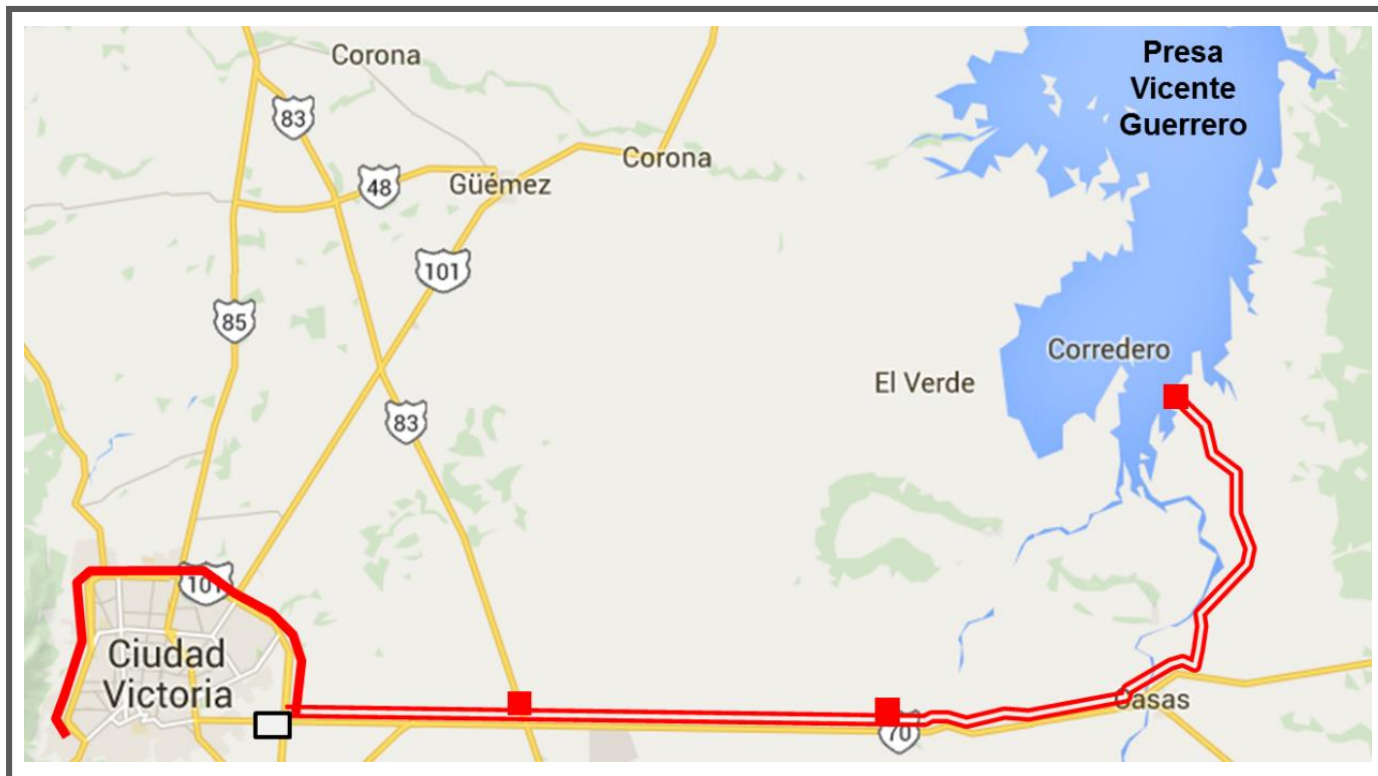 Presa
Vicente
Guerrero
Corona
83
Corona
48
Güémez
101
85
Corredero
El Verde
83
101
Ciudad
Victoria
Casas
70